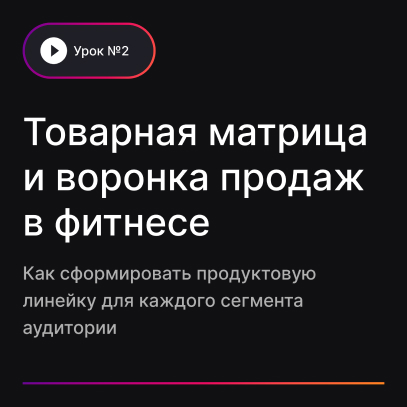 Урок №2
Товарная матрица
и воронка продаж
в фитнесе
Как сформировать продуктовую
линейку для каждого сегмента
аудитории